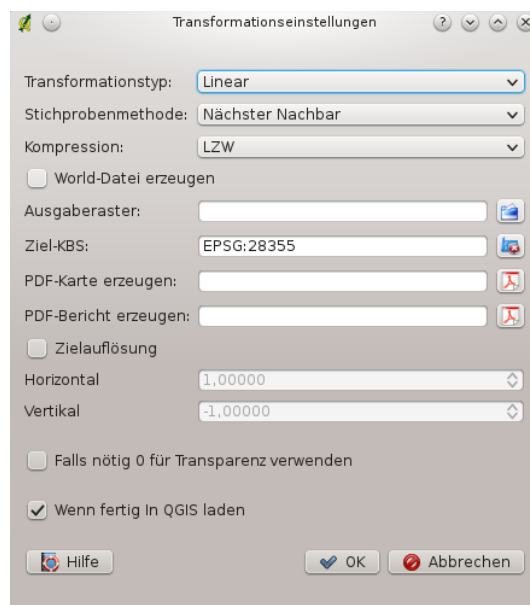 Transformationseinstellungen
Transformationstyp: Linear
Stichprobenmethode: Nächster Nachbar
Kompression: LZW
World-Datei erzeugen
Ausgaberaster:
Ziel-KBS: EPSG:28355
PDF-Karte erzeugen:
PDF-Bericht erzeugen:
Zielauflösung
Horizontal 1,00000
Vertikal -1,00000
Falls nötig 0 für Transparenz verwenden
Wenn fertig In QGIS laden
Hilfe OK Abbrechen